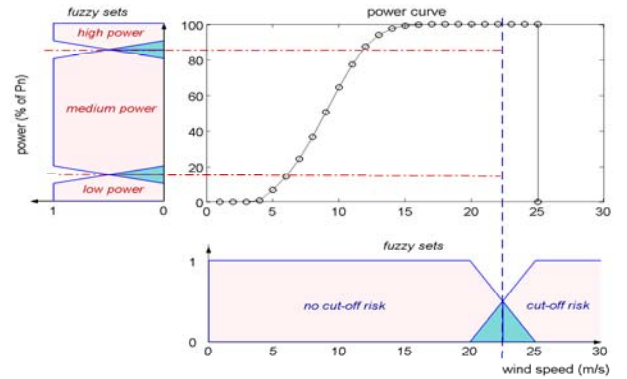 fuzzy sets
power curve
high power
medium power
low power
power (% of Pn)
1
0
100
80
60
40
20
0
0
5
10
15
20
25
30
fuzzy sets
1
0
no cut-off risk
cut-off risk
0
5
10
15
20
25
30
wind speed (m/s)